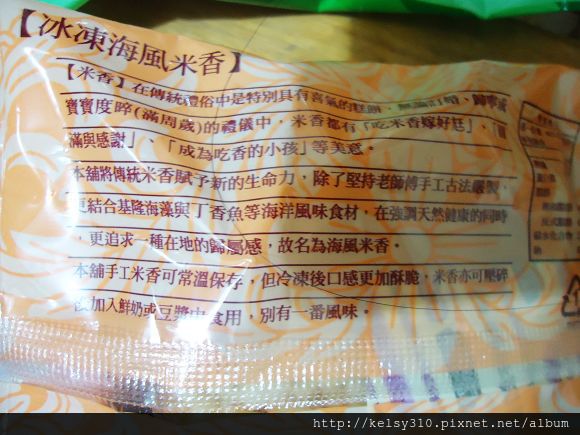 【冰凍海風米香】
【米香】在傳統禮俗中是特別具有喜氣的
寶寶度晬(滿周歲)的禮儀中，米香都有「吃米香嫁好尪」、
滿與感謝」、「成為吃香的小孩」等美意。
本舖將傳統米香賦予新的生命力，除了堅持老師傅手工古法嚴製，
更結合基隆海藻與丁香魚等海洋風味食材，在強調天然健康的同時
，更追求一種在地的歸屬感，故名為海風米香。
本舖手工米香可常溫保存，但冷凍後口感更加酥脆，米香亦可壓碎
後加入鮮奶或豆漿中食用，別有一番風味。
http://kelsy310.pixnet.net/album